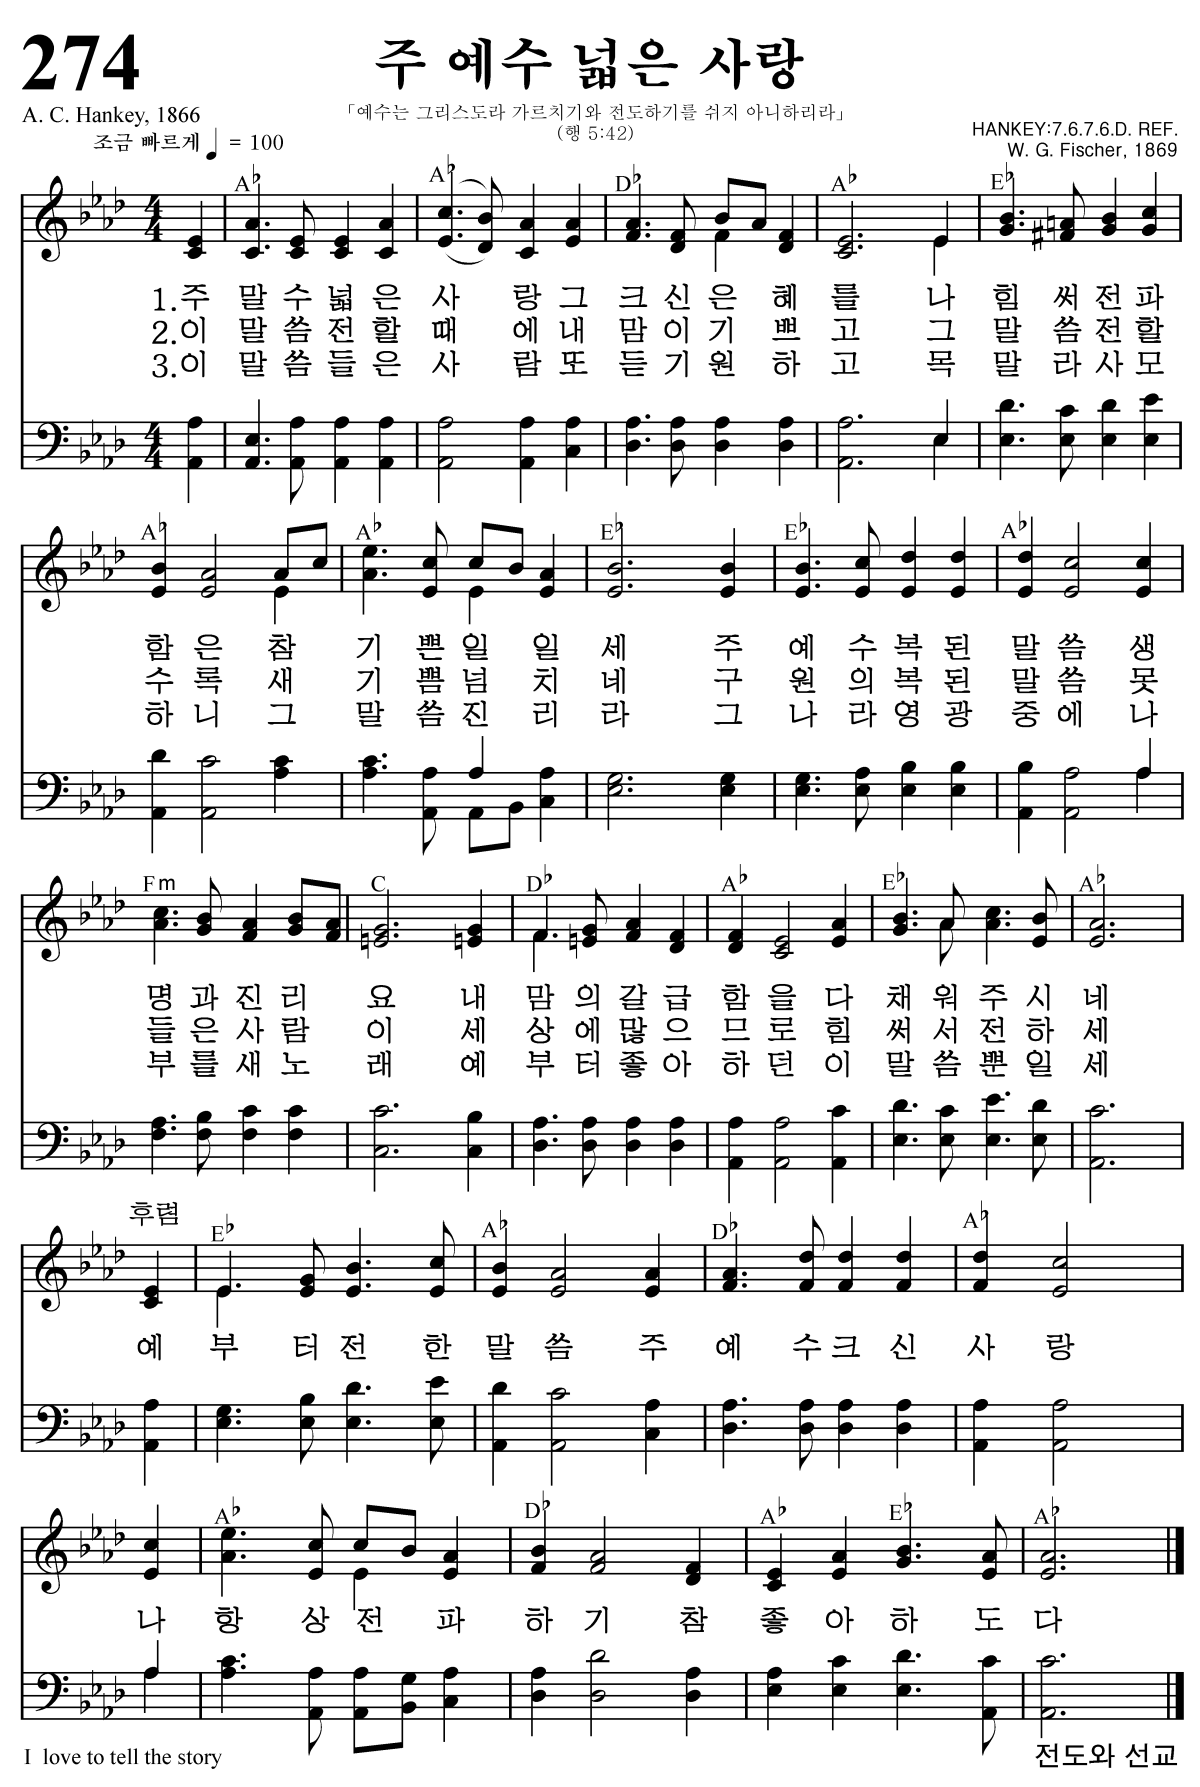 274
주 예수 넓은 사랑
A. C. Hankey, 1866
「예수는 그리스도라 가르치기와 전도하기를 쉬지 아니하리라」
(행 5:42)
HANKEY:7.6.7.6.D. REF.
조금 빠르게 ♩ = 100
W. G. Fischer, 1869
A♭ A♭ D♭ A♭ E♭
1.주 말 수 넓 은 사 랑 그 크 신 은 혜 를 나 힘 써 전 파
2.이 말 씀 전 할 때 에 내 맘 이 기 쁘 고 그 말 씀 전 할
3.이 말 씀 들 은 사 람 또 듣 기 원 하 고 목 말 라 사 모
A♭ A♭ E♭ E♭ A♭
함 은 참 기 쁜 일 일 세 주 예 수 복 된 말 씀 생
수 록 새 기 쁨 넘 치 네 구 원 의 복 된 말 씀 못
하 니 그 말 씀 진 리 라 그 나 라 영 광 중 에 나
Fm C D♭ A♭ E♭ A♭
명 과 진 리 요 내 맘 의 갈 급 함 을 다 채 워 주 시 네
들 은 사 람 이 세 상 에 많 으 므 로 힘 써 서 전 하 세
부 를 새 노 래 예 부 터 좋 아 하 던 이 말 씀 뿐 일 세
후렴
E♭ A♭ D♭ A♭
예 부 터 전 한 말 씀 주 예 수 크 신 사 랑
A♭ D♭ A♭ E♭ A♭
나 항 상 전 파 하 기 참 좋 아 하 도 다
I love to tell the story
전도와 선교